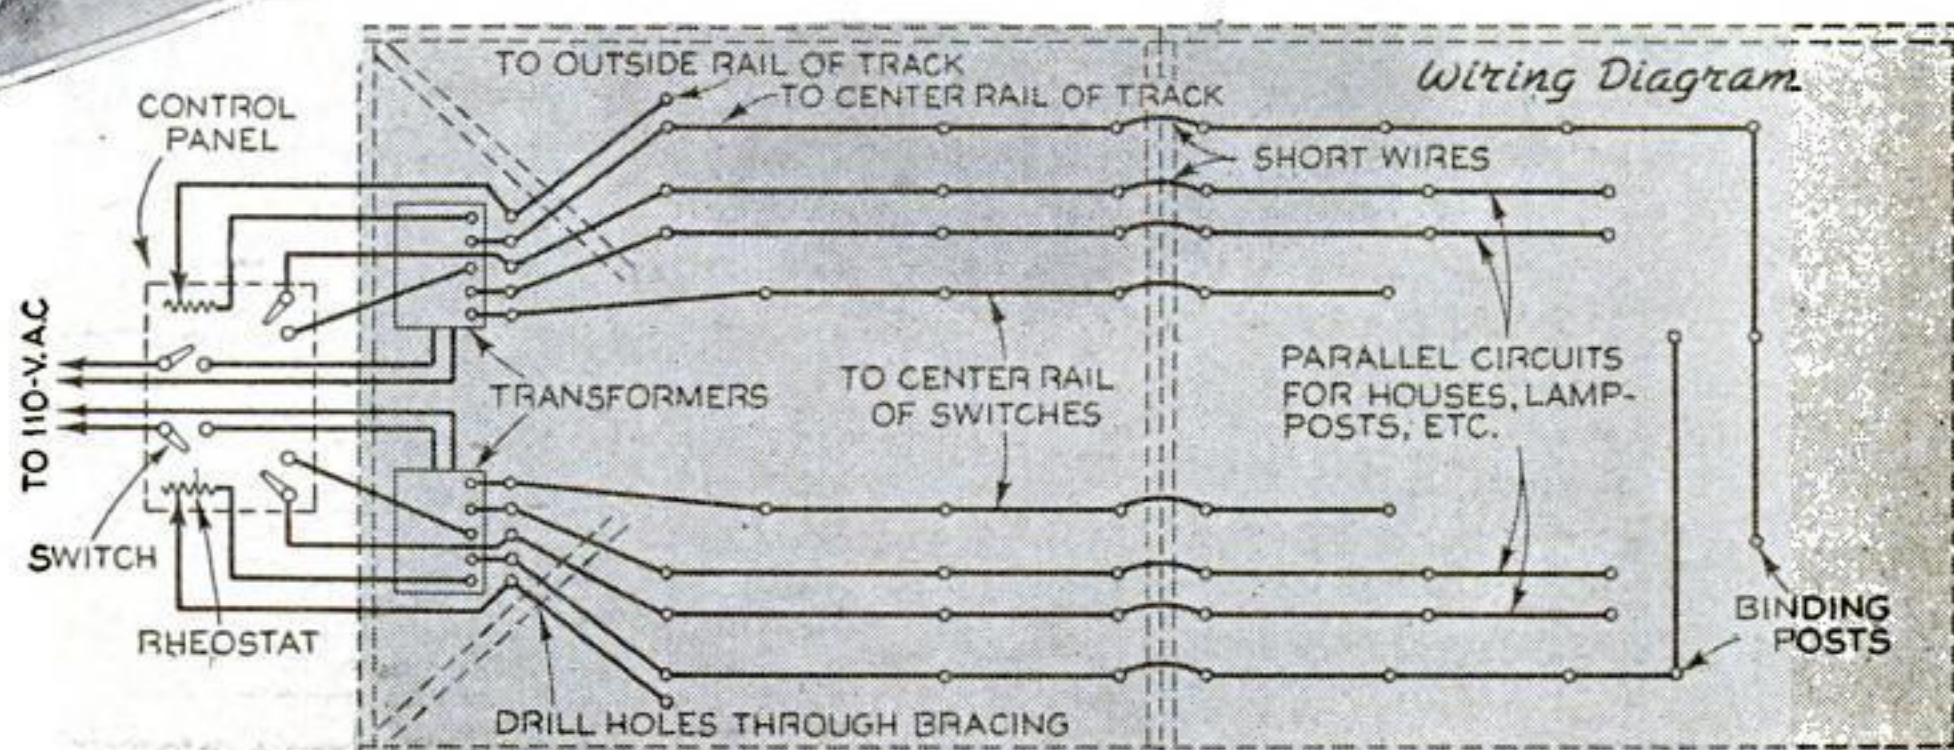 Wiring Diagram
TO OUTSIDE RAIL OF TRACK
TO CENTER RAIL OF TRACK
CONTROL
PANEL
SHORT WIRES
TO 110-V. A.C
TRANSFORMERS
TO CENTER RAIL
OF SWITCHES
PARALLEL CIRCUITS
FOR HOUSES, LAMP-
POSTS, ETC.
SWITCH
RHEOSTAT
BINDING
POSTS
DRILL HOLES THROUGH BRACING